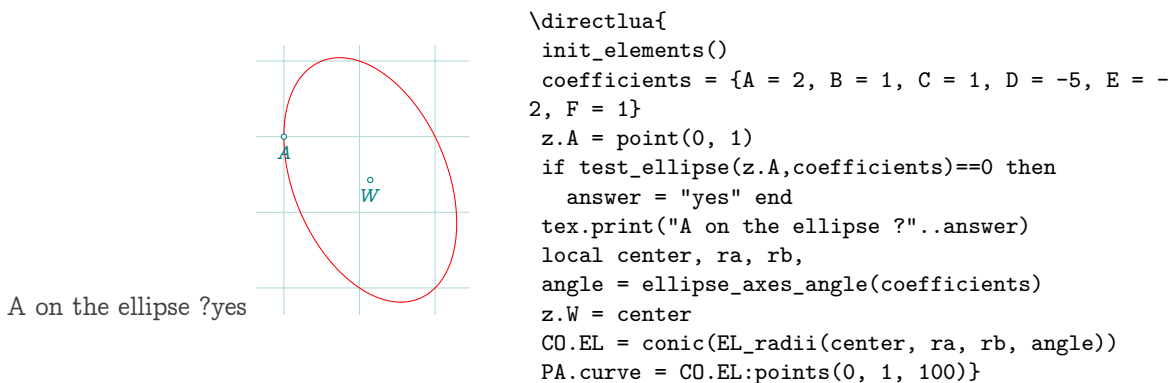 \directlua{
init_elements()
coefficients = {A = 2, B = 1, C = 1, D = -5, E = -
2, F = 1}
z.A = point(0, 1)
if test_ellipse(z.A,coefficients)==0 then
answer = "yes" end
tex.print("A on the ellipse ?"..answer)
local center, ra, rb,
angle = ellipse_axes_angle(coefficients)
z.W = center
CO.EL = conic(EL_radii(center, ra, rb, angle))
PA.curve = CO.EL:points(0, 1, 100)}
A
W
A on the ellipse ?yes